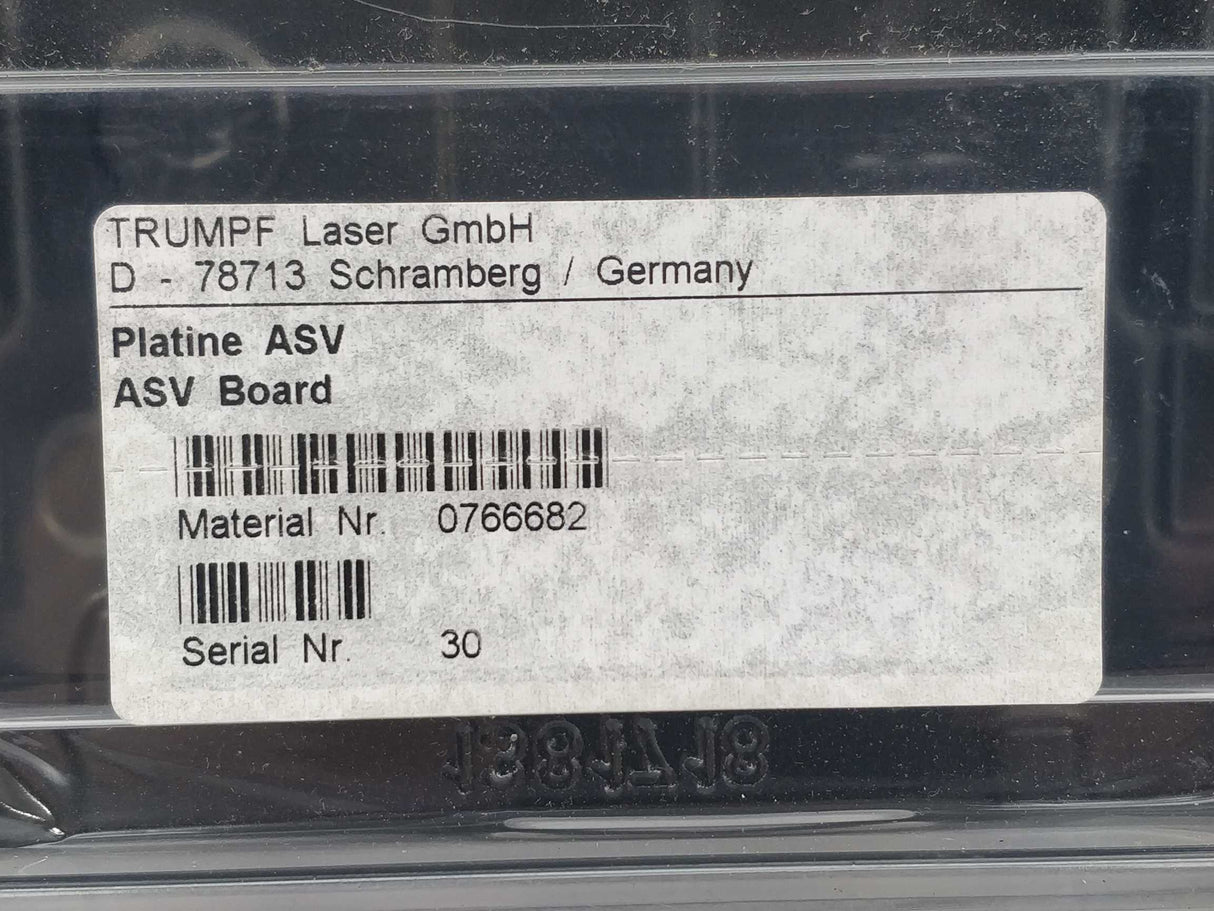 TRUMPF Laser GmbH
D - 78713 Schramberg / Germany
Platine ASV
ASV Board
Material Nr. 0766682
Serial Nr. 30